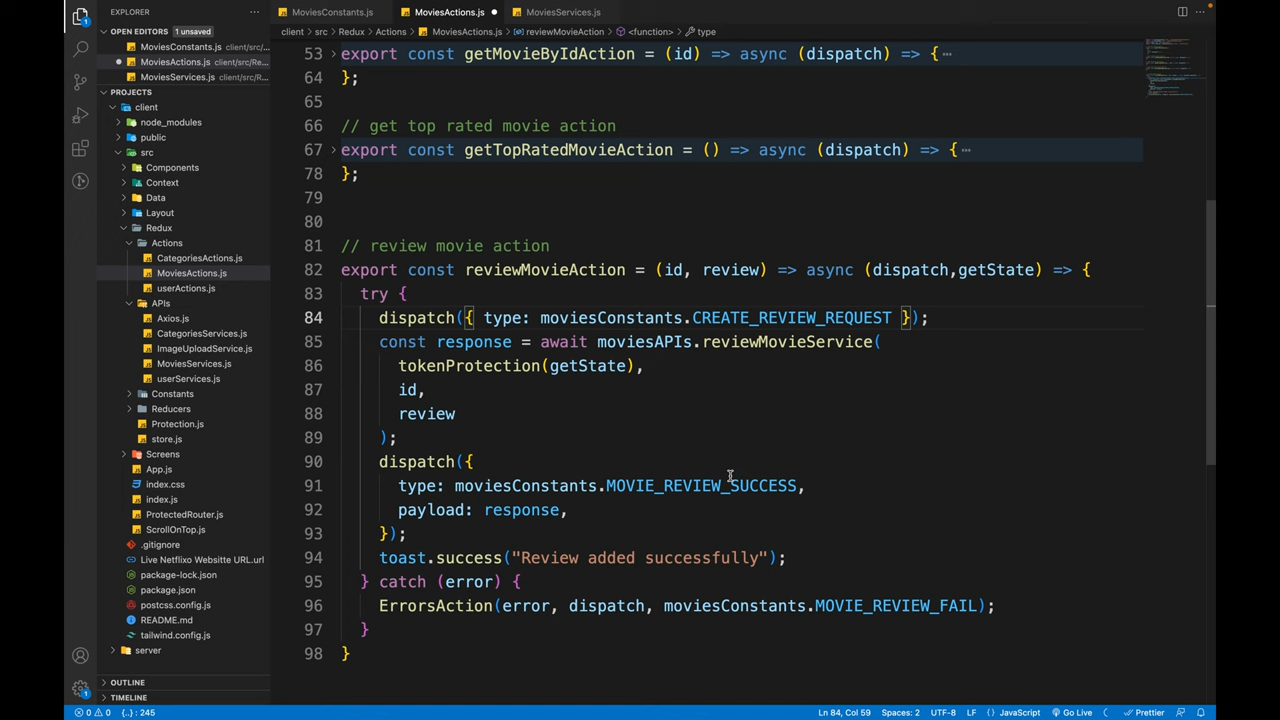 EXPLORER
MoviesConstants.js
MoviesActions.js
MoviesServices.js
OPEN EDITORS 1 unsaved
client > src > Redux > Actions > MoviesActions.js > reviewMovieAction > <function> > type
MoviesConstants.js client/src/...
MoviesActions.js client/src/Re...
MoviesServices.js client/src/R...
PROJECTS
client
node_modules
public
src
Components
Context
Data
Layout
Redux
Actions
CategoriesActions.js
MoviesActions.js
userActions.js
APIs
Axios.js
CategoriesServices.js
ImageUploadService.js
MoviesServices.js
userServices.js
Constants
Reducers
Protection.js
store.js
Screens
App.js
index.css
index.js
ProtectedRouter.js
ScrollOnTop.js
.gitignore
Live Netflixo Websitte URL.url
package-lock.json
package.json
postcss.config.js
README.md
tailwind.config.js
server
OUTLINE
TIMELINE
53 export const getMovieByIdAction = (id) => async (dispatch) => {⋯
64 };
65
66 // get top rated movie action
67 export const getTopRatedMovieAction = () => async (dispatch) => {⋯
78 };
79
80
81 // review movie action
82 export const reviewMovieAction = (id, review) => async (dispatch,getState) => {
83 try {
84 dispatch({ type: moviesConstants.CREATE_REVIEW_REQUEST });
85 const response = await moviesAPIs.reviewMovieService(
86 tokenProtection(getState),
87 id,
88 review
89 );
90 dispatch({
91 type: moviesConstants.MOVIE_REVIEW_SUCCESS,
92 payload: response,
93 });
94 toast.success("Review added successfully");
95 } catch (error) {
96 ErrorsAction(error, dispatch, moviesConstants.MOVIE_REVIEW_FAIL);
97 }
98 }
0 0 {..} : 245
Ln 84, Col 59 Spaces: 2 UTF-8 LF JavaScript Go Live Prettier